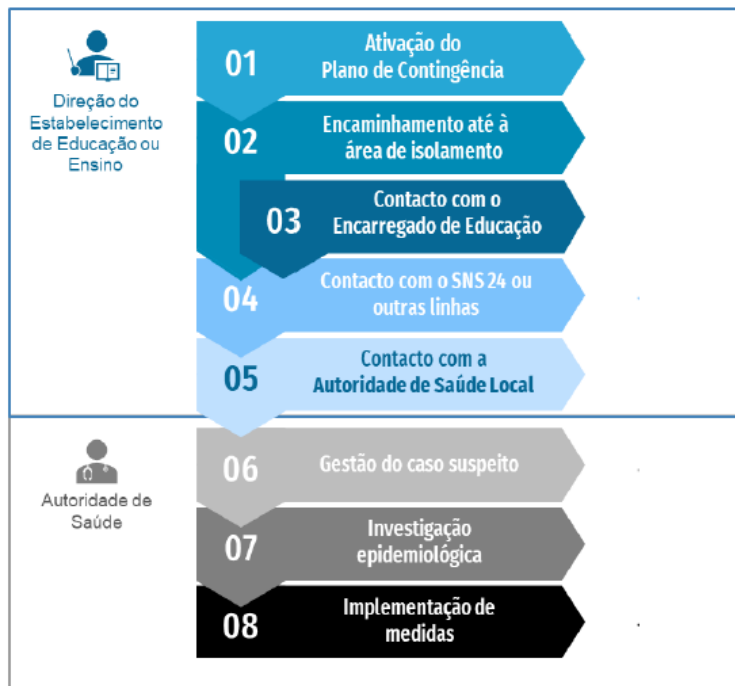 Direção do
Estabelecimento
de Educação ou
Ensino
01
Ativação do
Plano de Contingência
02
Encaminhamento até à
área de isolamento
03
Contacto com o
Encarregado de Educação
04
Contacto com o SNS 24 ou
outras linhas
05
Contacto com a
Autoridade de Saúde Local
Autoridade de
Saúde
06
Gestão do caso suspeito
07
Investigação
epidemiológica
08
Implementação de
medidas